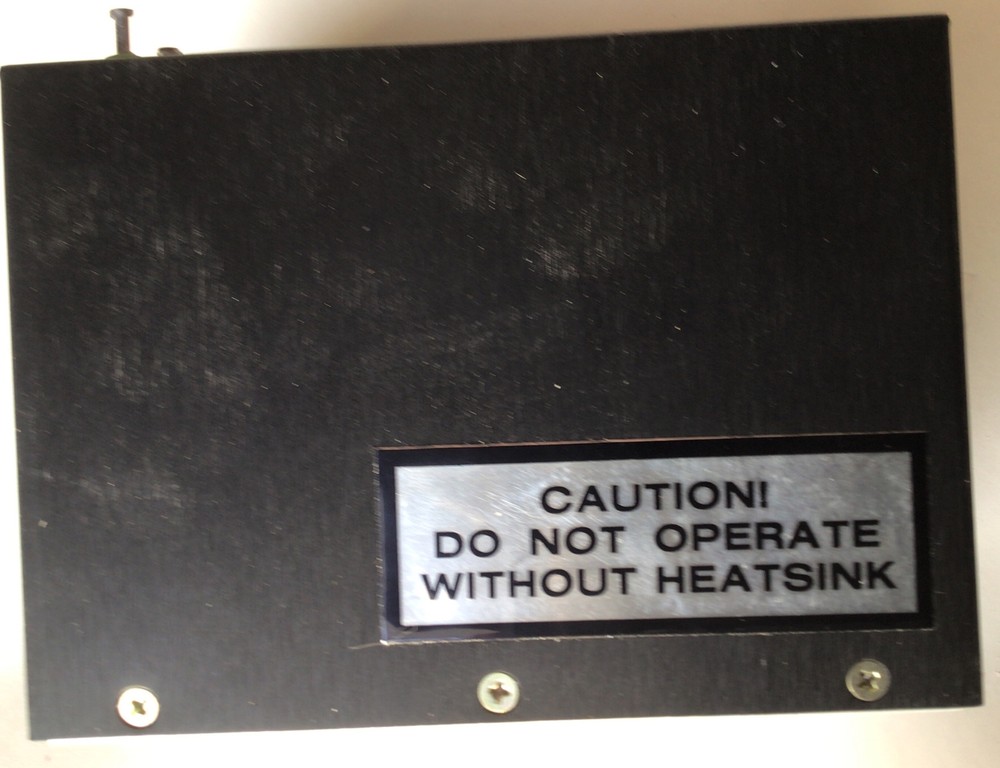 CAUTION!
DO NOT OPERATE
WITHOUT HEATSINK